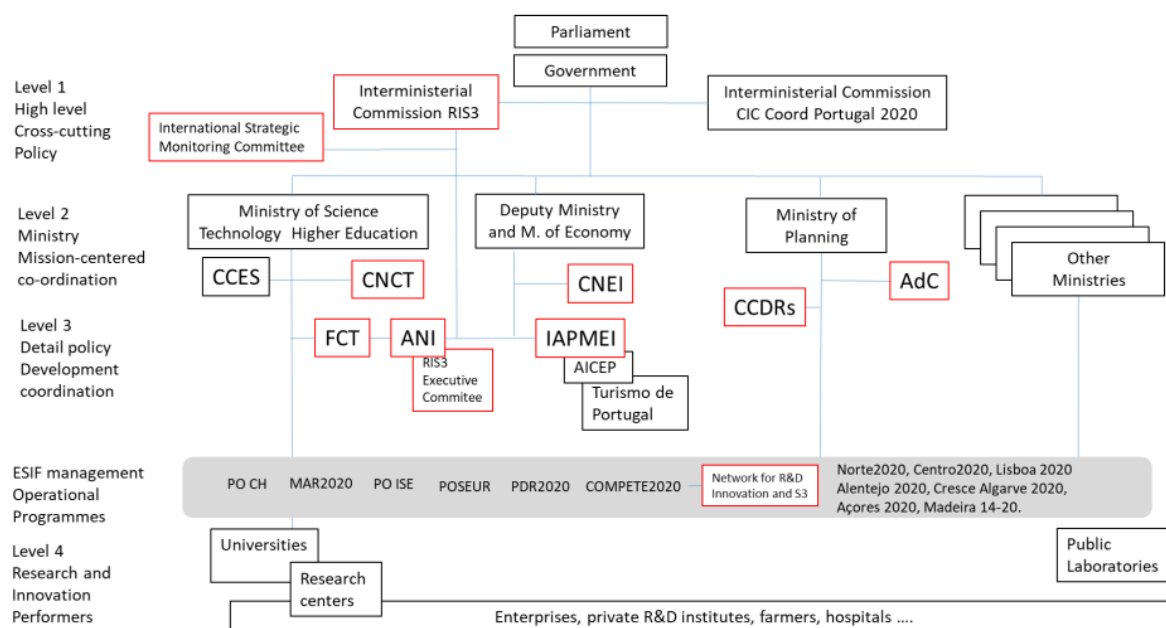 Parliament
Government
Level 1
High level
Cross-cutting
Policy
Interministerial
Commission RIS3
Interministerial Commission
CIC Coord Portugal 2020
International Strategic
Monitoring Committee
Level 2
Ministry
Mission-centered
co-ordination
Ministry of Science
Technology Higher Education
Deputy Ministry
and M. of Economy
Ministry of
Planning
Other
Ministries
CCES
CNCT
CNEI
AdC
CCDRs
Level 3
Detail policy
Development
coordination
FCT
ANI
RIS3
Executive
Commitee
IAPMEI
AICEP
Turismo de
Portugal
ESIF management
Operational
Programmes
PO CH
MAR2020
PO ISE
POSEUR
PDR2020
COMPETE2020
Network for R&D
Innovation and S3
Norte2020, Centro2020, Lisboa 2020
Alentejo 2020, Cresce Algarve 2020,
Açores 2020, Madeira 14-20.
Level 4
Research and
Innovation
Performers
Universities
Research
centers
Public
Laboratories
Enterprises, private R&D institutes, farmers, hospitals ....